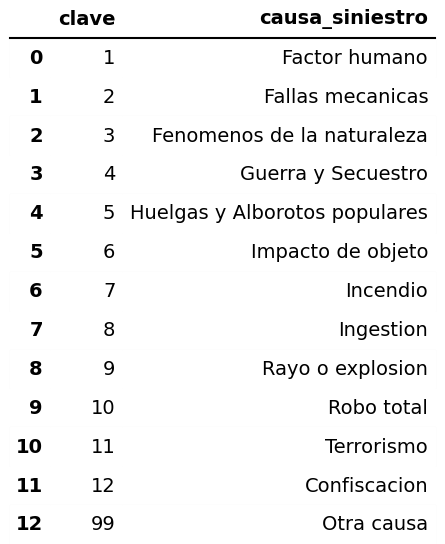 clave causa_siniestro
0 1 Factor humano
1 2 Fallas mecanicas
2 3 Fenomenos de la naturaleza
3 4 Guerra y Secuestro
4 5 Huelgas y Alborotos populares
5 6 Impacto de objeto
6 7 Incendio
7 8 Ingestion
8 9 Rayo o explosion
9 10 Robo total
10 11 Terrorismo
11 12 Confiscacion
12 99 Otra causa